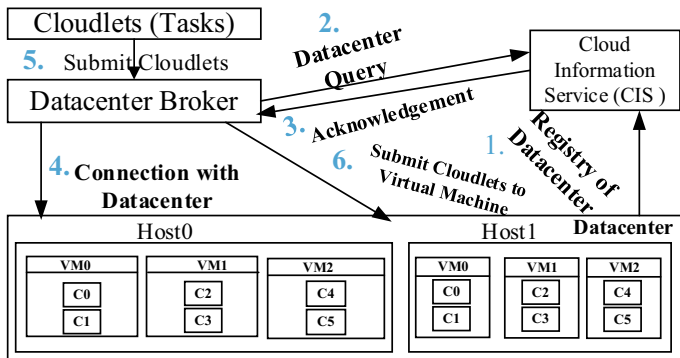 Cloudlets (Tasks)
5. Submit Cloudlets
Datacenter Broker
2.
Datacenter
Query
Cloud
Information
Service (CIS )
3. Acknowledgement
1. Registry of
Datacenter
4. Connection with
Datacenter
6. Submit Cloudlets to
Virtual Machine
Datacenter
Host0
VM0
C0
C1
VM1
C2
C3
VM2
C4
C5
Host1
VM0
C0
C1
VM1
C2
C3
VM2
C4
C5